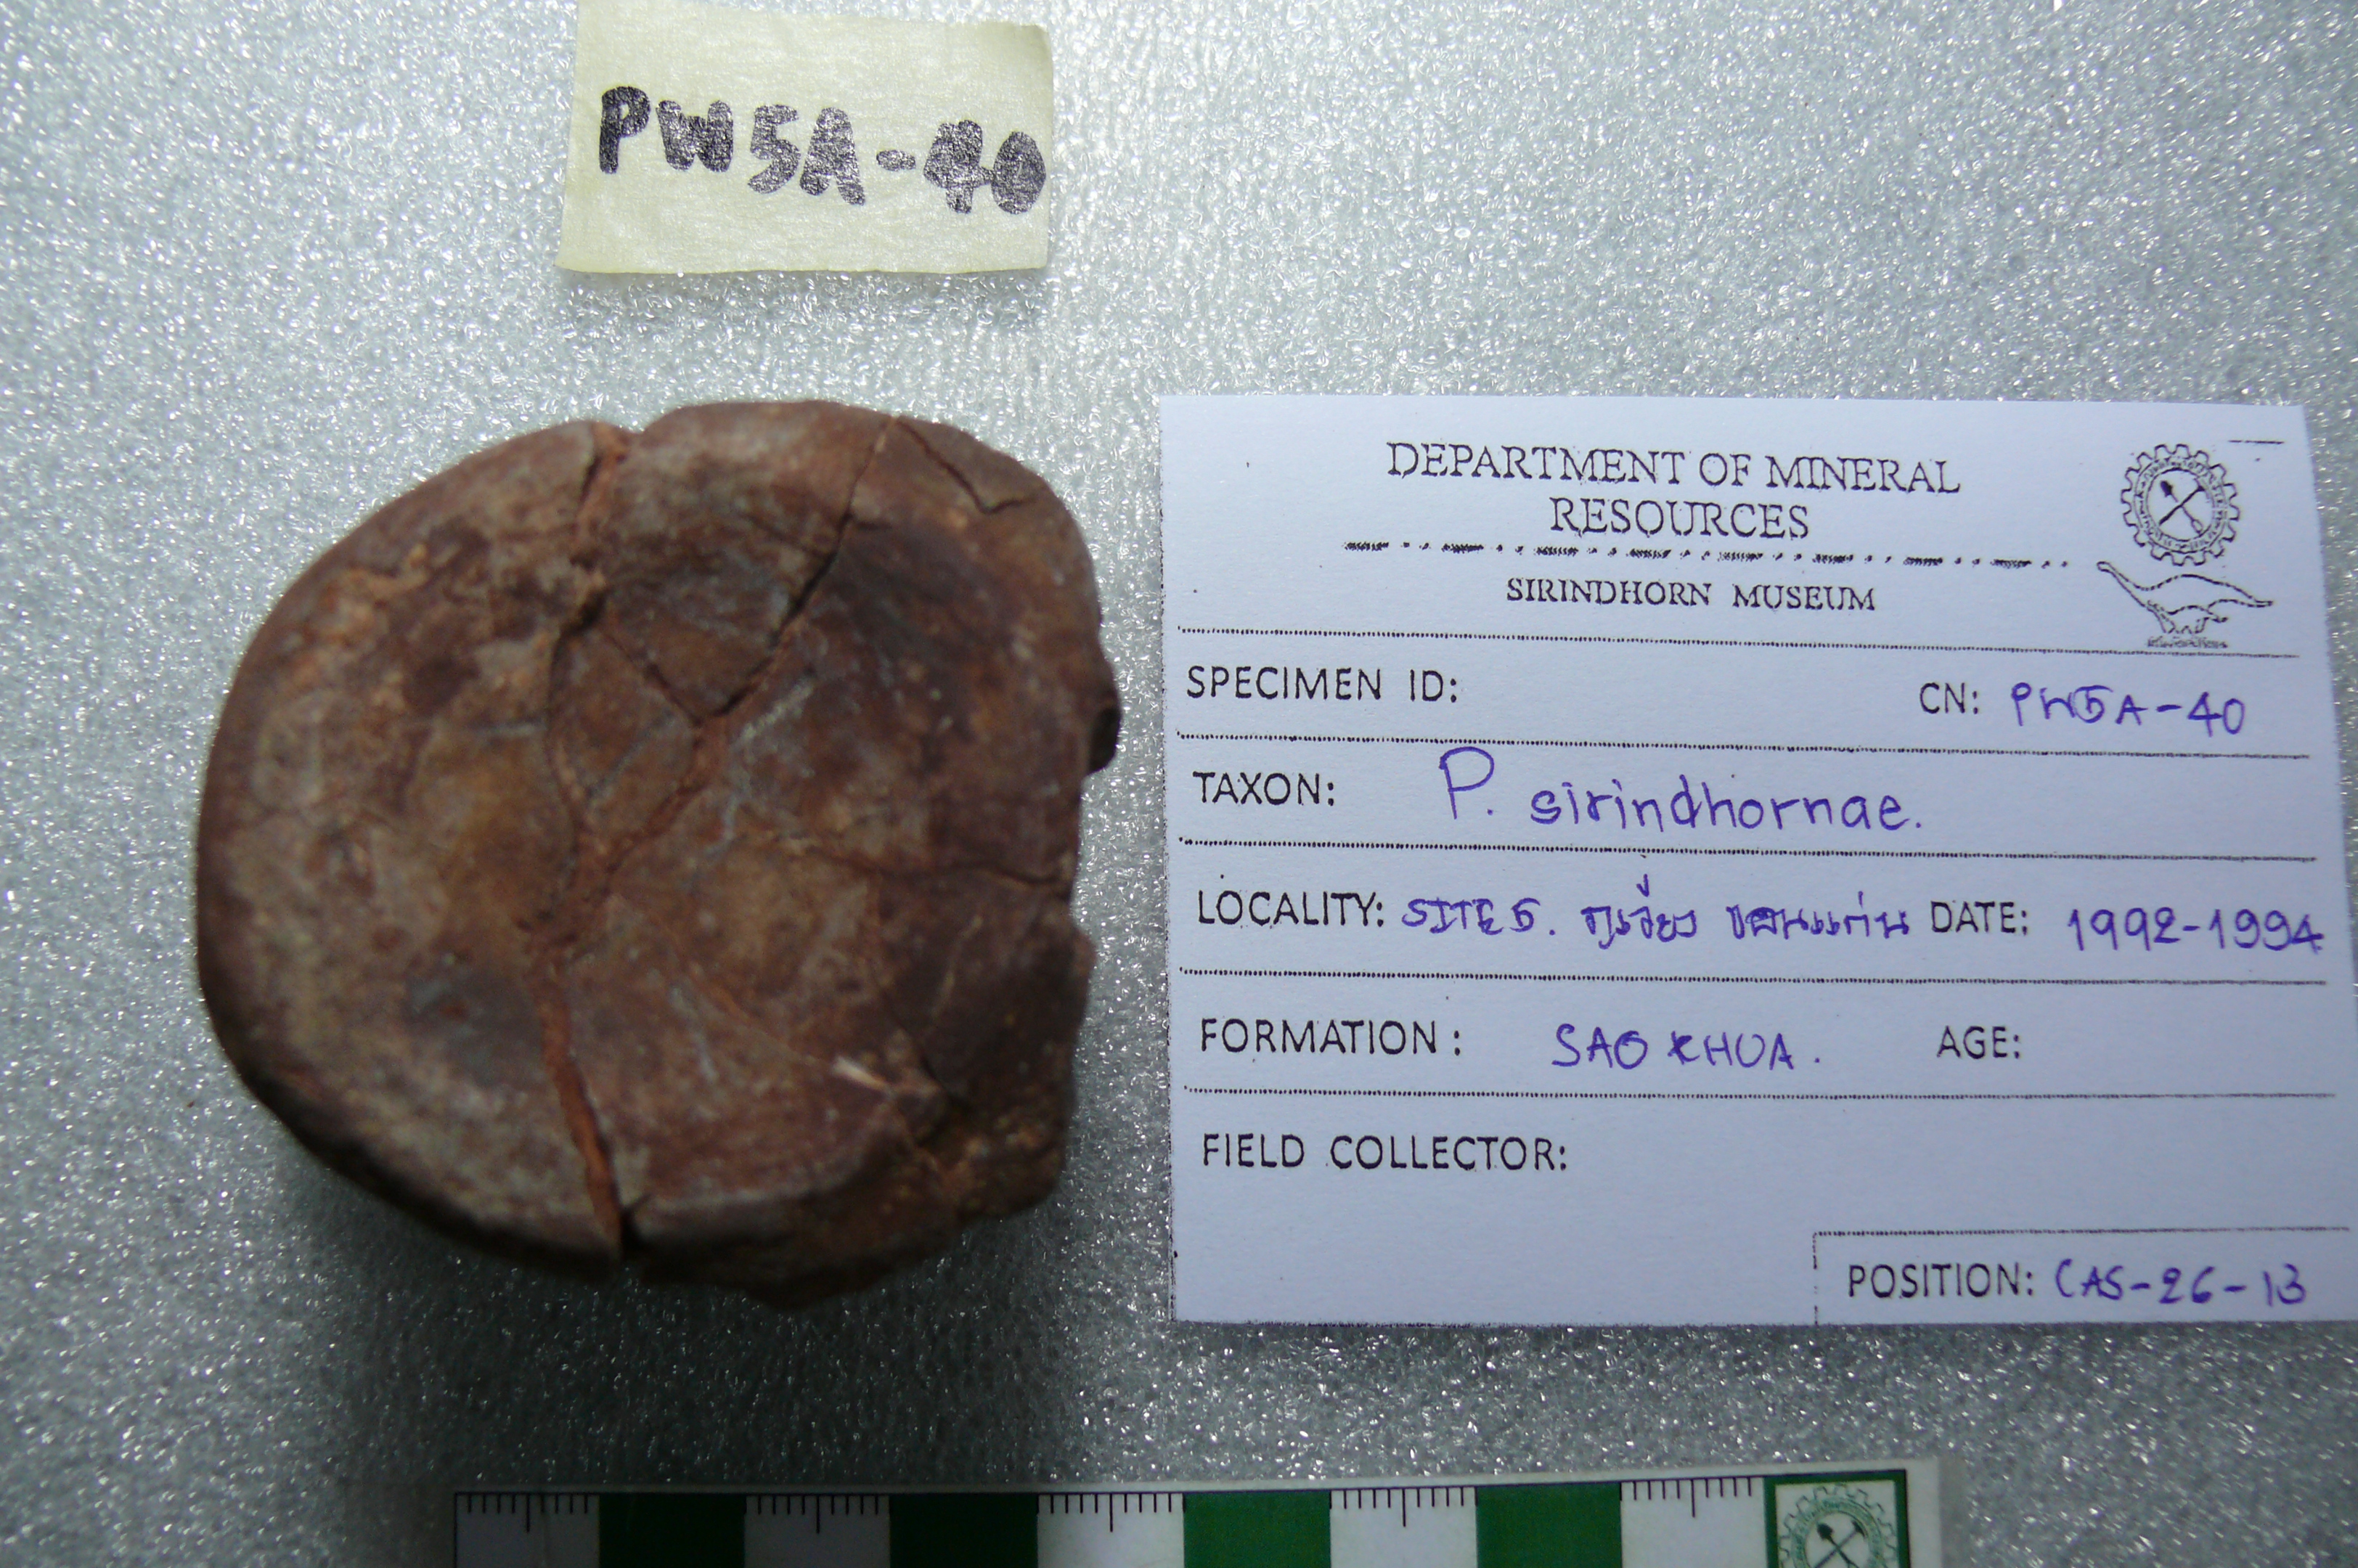 PW5A-40
DEPARTMENT OF MINERAL
RESOURCES
SIRINDHORN MUSEUM
SPECIMEN ID: CN: PW5A-40
TAXON: P. sirindhornae.
LOCALITY: SITE 5. ภูเวียง ขอนแก่น DATE: 1992-1994
FORMATION: SAO KHUA. AGE:
FIELD COLLECTOR:
POSITION: CAS-26-13